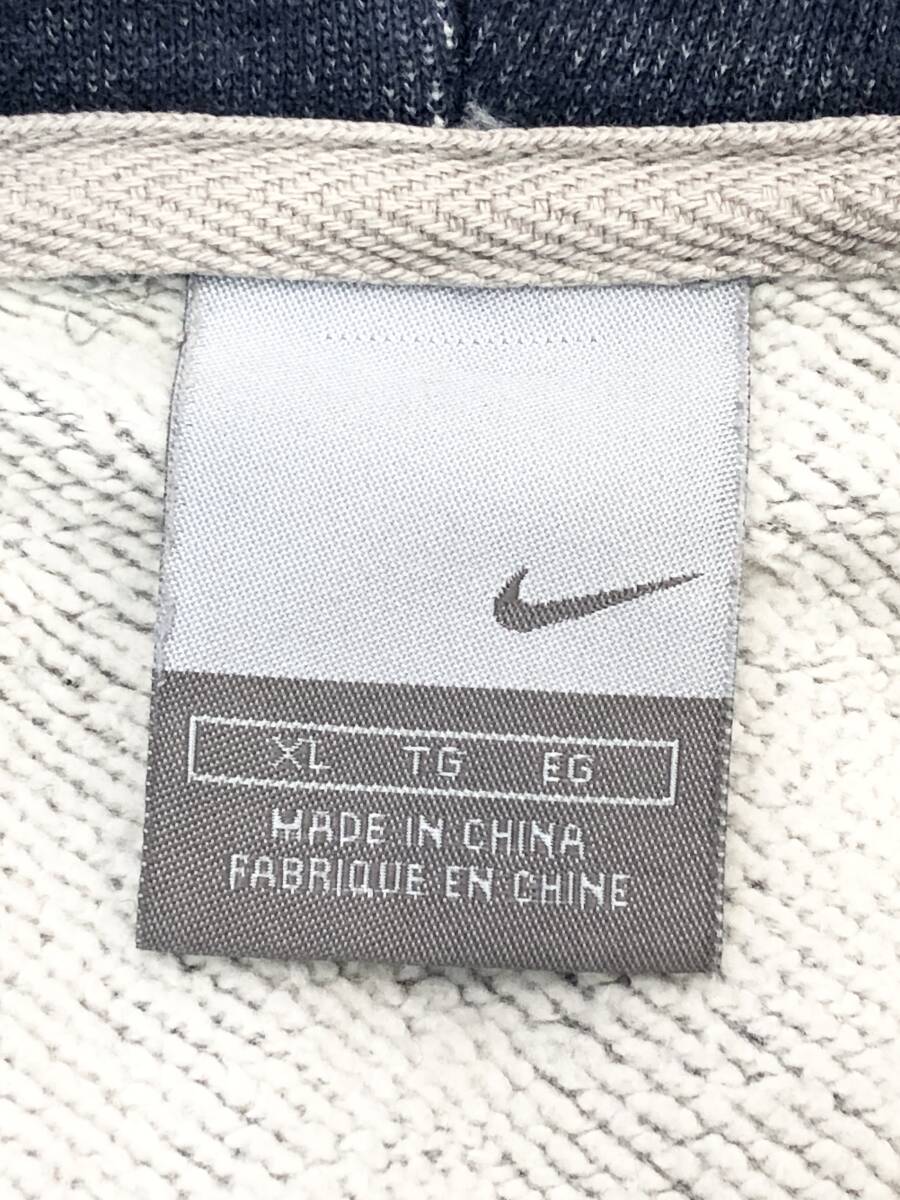 XL TG EG
MADE IN CHINA
FABRIQUE EN CHINE